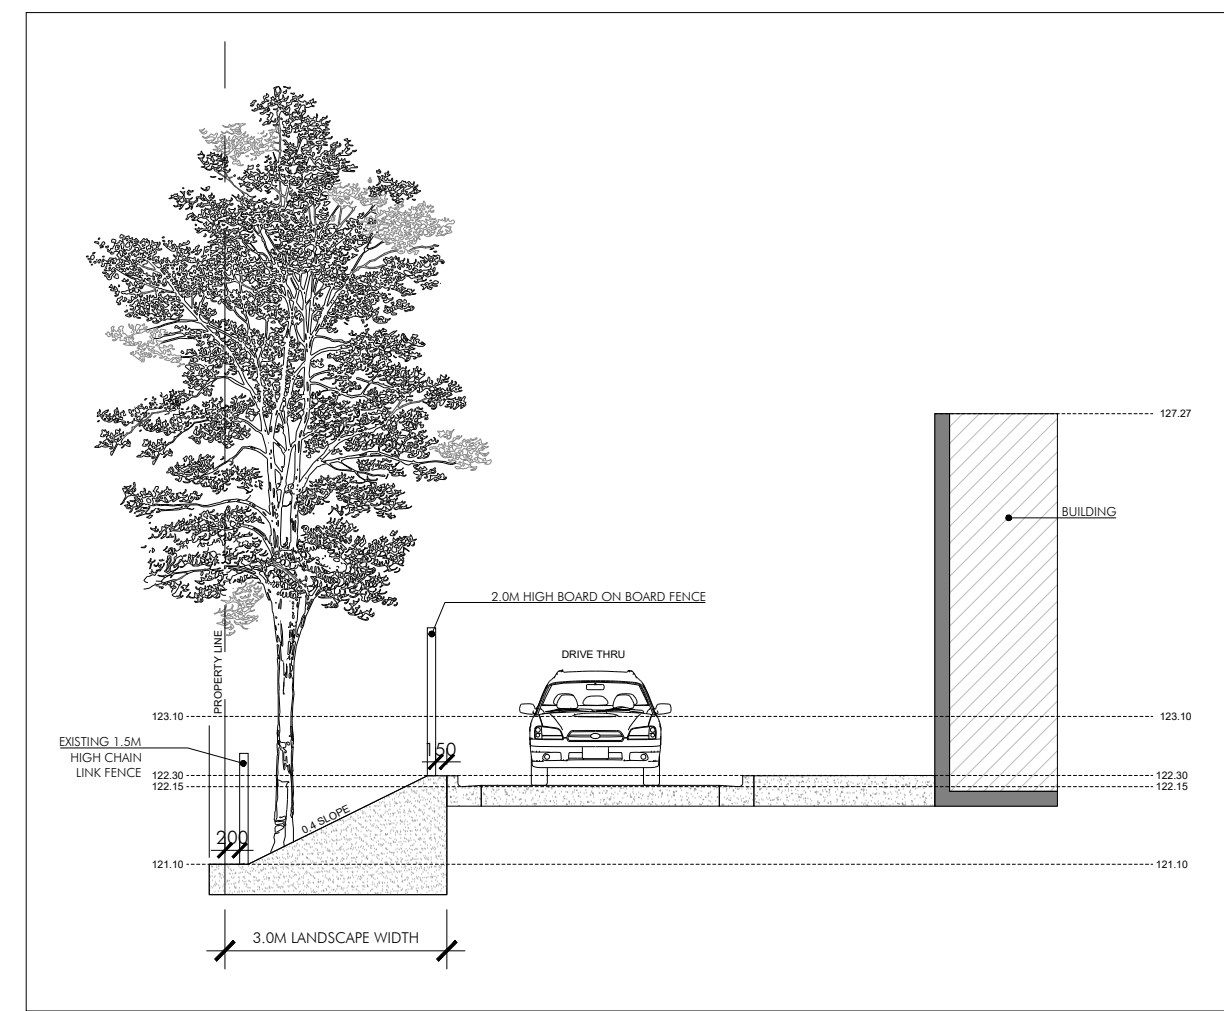 127.27
BUILDING
2.0M HIGH BOARD ON BOARD FENCE
DRIVE THRU
PROPERTY LINE
123.10
123.10
EXISTING 1.5M
HIGH CHAIN
LINK FENCE
150
122.30
122.30
122.15
122.15
0.4 SLOPE
200
121.10
121.10
3.0M LANDSCAPE WIDTH